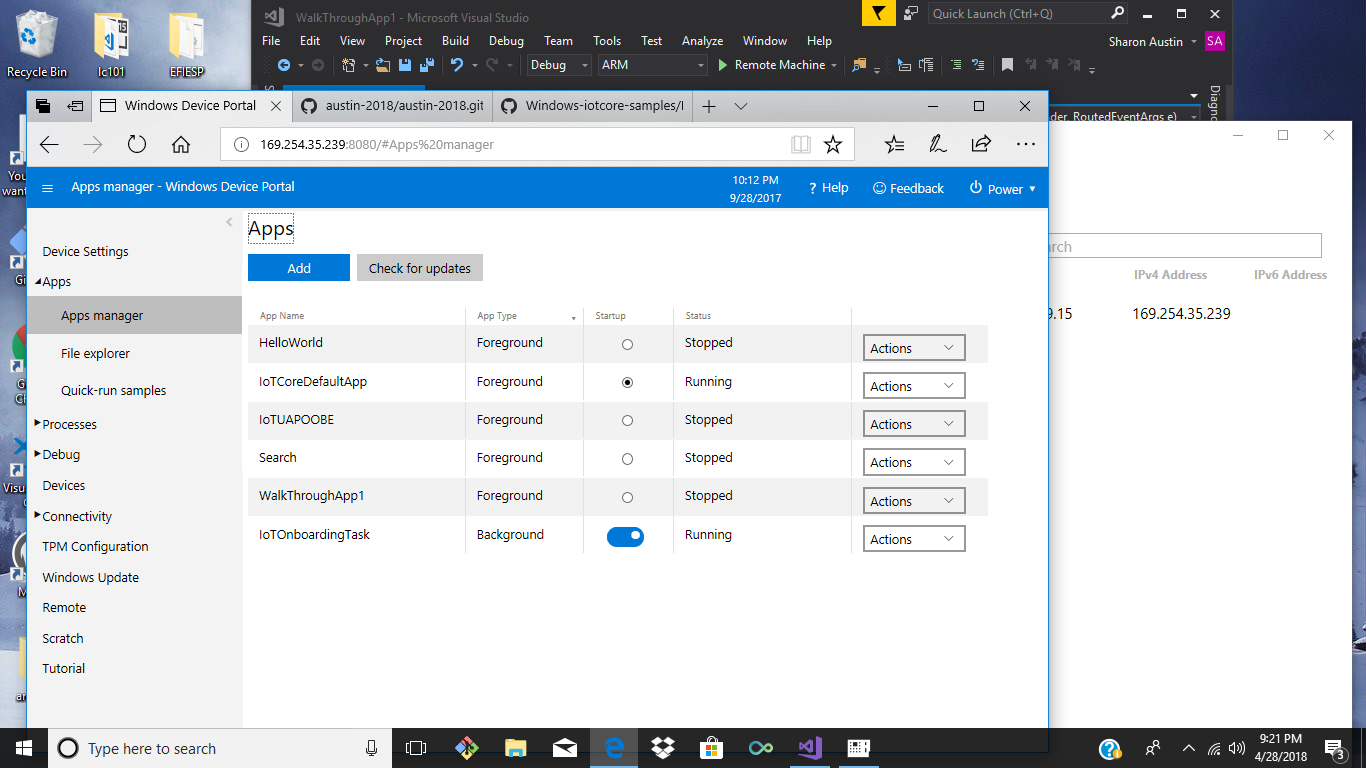 WalkThroughApp1 - Microsoft Visual Studio
Quick Launch (Ctrl+Q)
File Edit View Project Build Debug Team Tools Test Analyze Window Help
Sharon Austin SA
Debug ARM Remote Machine
Recycle Bin
lc101
EFIESP
Diagno
der, RoutedEventArgs e)
Windows Device Portal
austin-2018/austin-2018.git
Windows-iotcore-samples/I
169.254.35.239:8080/#Apps%20manager
Apps manager - Windows Device Portal
10:12 PM
9/28/2017
? Help
Feedback
Power
Device Settings
Apps
Apps manager
File explorer
Quick-run samples
Processes
Debug
Devices
Connectivity
TPM Configuration
Windows Update
Remote
Scratch
Tutorial
Apps
Add Check for updates
App Name App Type Startup Status
HelloWorld Foreground Stopped Actions
IoTCoreDefaultApp Foreground Running Actions
IoTUAPOOBE Foreground Stopped Actions
Search Foreground Stopped Actions
WalkThroughApp1 Foreground Stopped Actions
IoTOnboardingTask Background Running Actions
rch
IPv4 Address IPv6 Address
9.15 169.254.35.239
You
want
Gi
G
Ch
Visu
M
ar
Type here to search
9:21 PM
4/28/2018
3